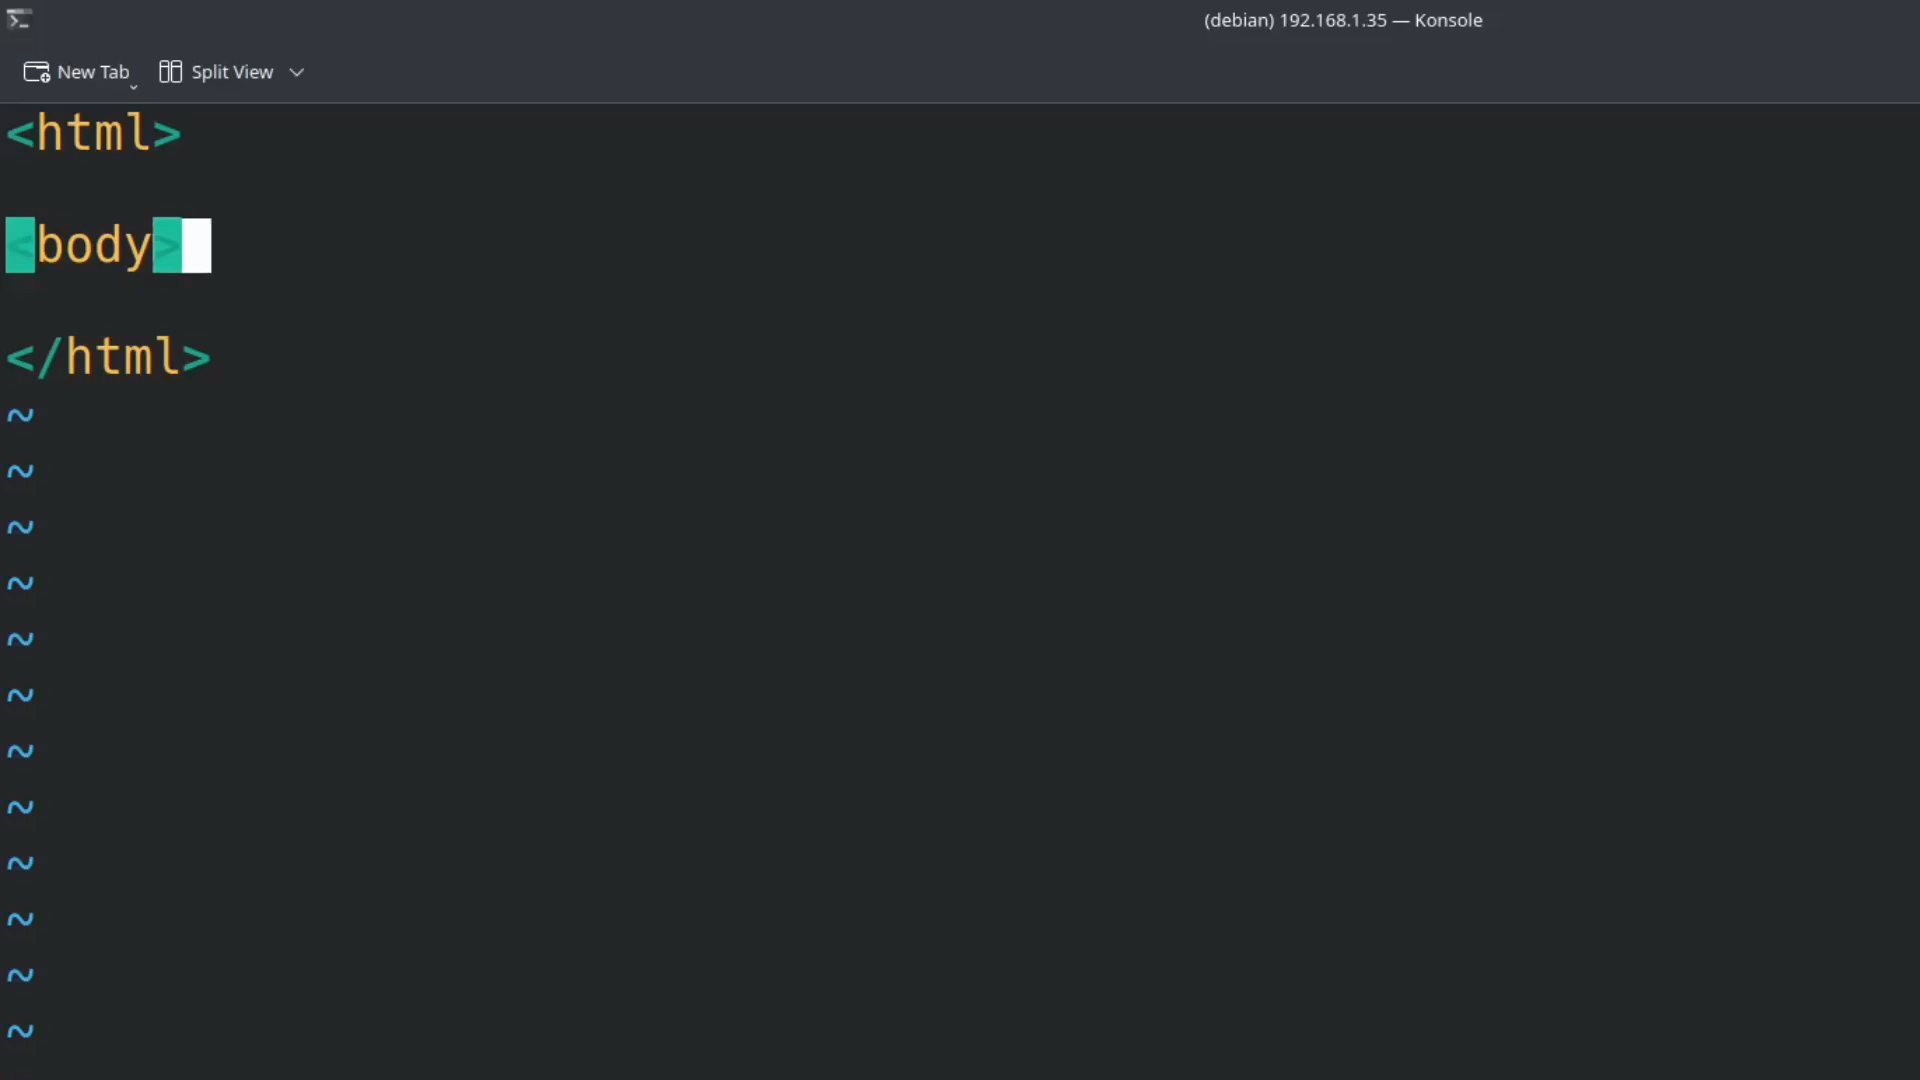 (debian) 192.168.1.35 — Konsole
New Tab Split View
<html>
<body>
</html>
~
~
~
~
~
~
~
~
~
~
~
~